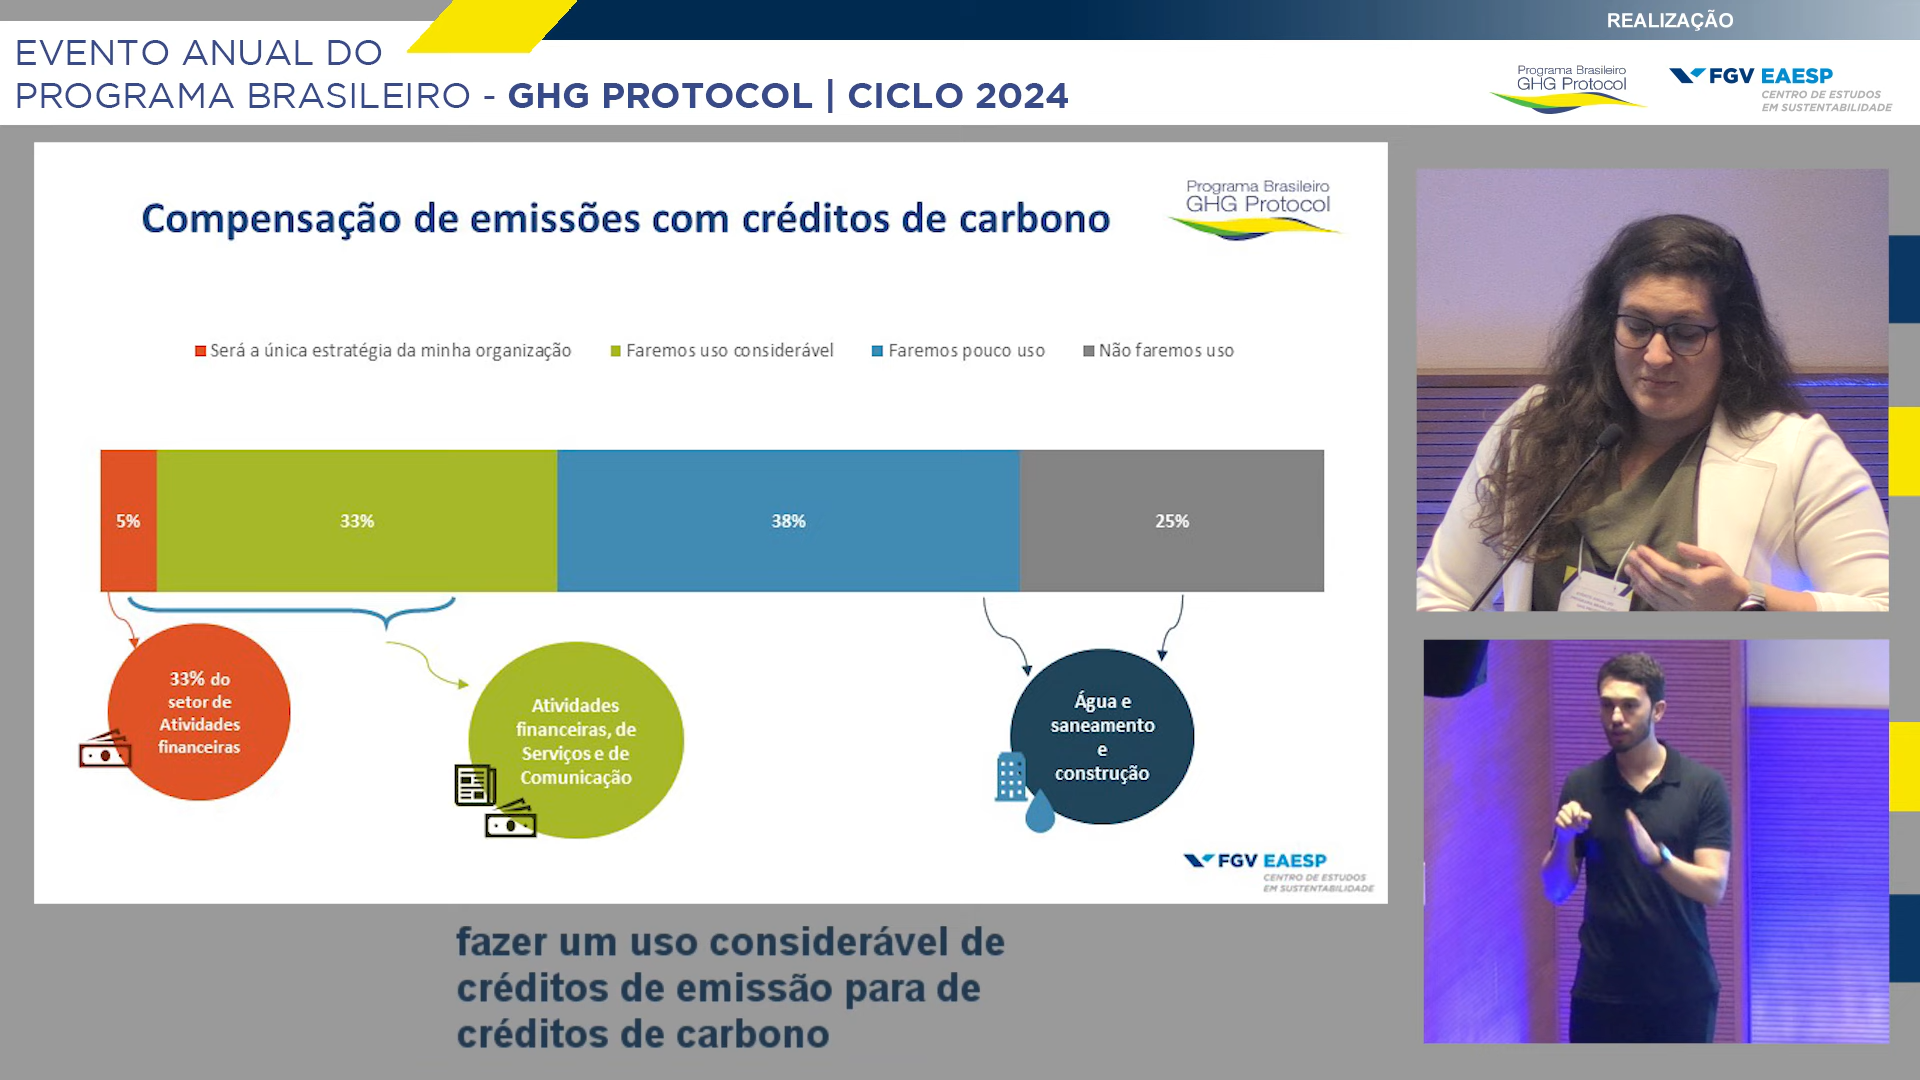 REALIZAÇÃO
EVENTO ANUAL DO
PROGRAMA BRASILEIRO - GHG PROTOCOL | CICLO 2024
Programa Brasileiro
GHG Protocol
FGV EAESP
CENTRO DE ESTUDOS
EM SUSTENTABILIDADE
Compensação de emissões com créditos de carbono
Programa Brasileiro
GHG Protocol
Será a única estratégia da minha organização
Faremos uso considerável
Faremos pouco uso
Não faremos uso
5%
33%
38%
25%
33% do
setor de
Atividades
financeiras
Atividades
financeiras, de
Serviços e de
Comunicação
Água e
saneamento
e
construção
FGV EAESP
CENTRO DE ESTUDOS
EM SUSTENTABILIDADE
fazer um uso considerável de
créditos de emissão para de
créditos de carbono